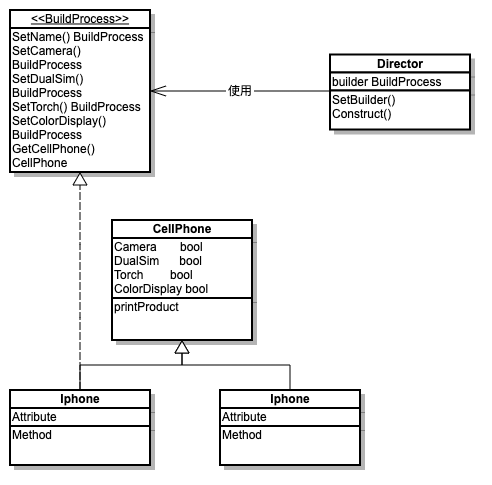 <<BuildProcess>>
SetName() BuildProcess
SetCamera()
BuildProcess
SetDualSim()
BuildProcess
SetTorch() BuildProcess
SetColorDisplay()
BuildProcess
GetCellPhone()
CellPhone
使用
Director
builder BuildProcess
SetBuilder()
Construct()
CellPhone
Camera bool
DualSim bool
Torch bool
ColorDisplay bool
printProduct
Iphone
Attribute
Method
Iphone
Attribute
Method